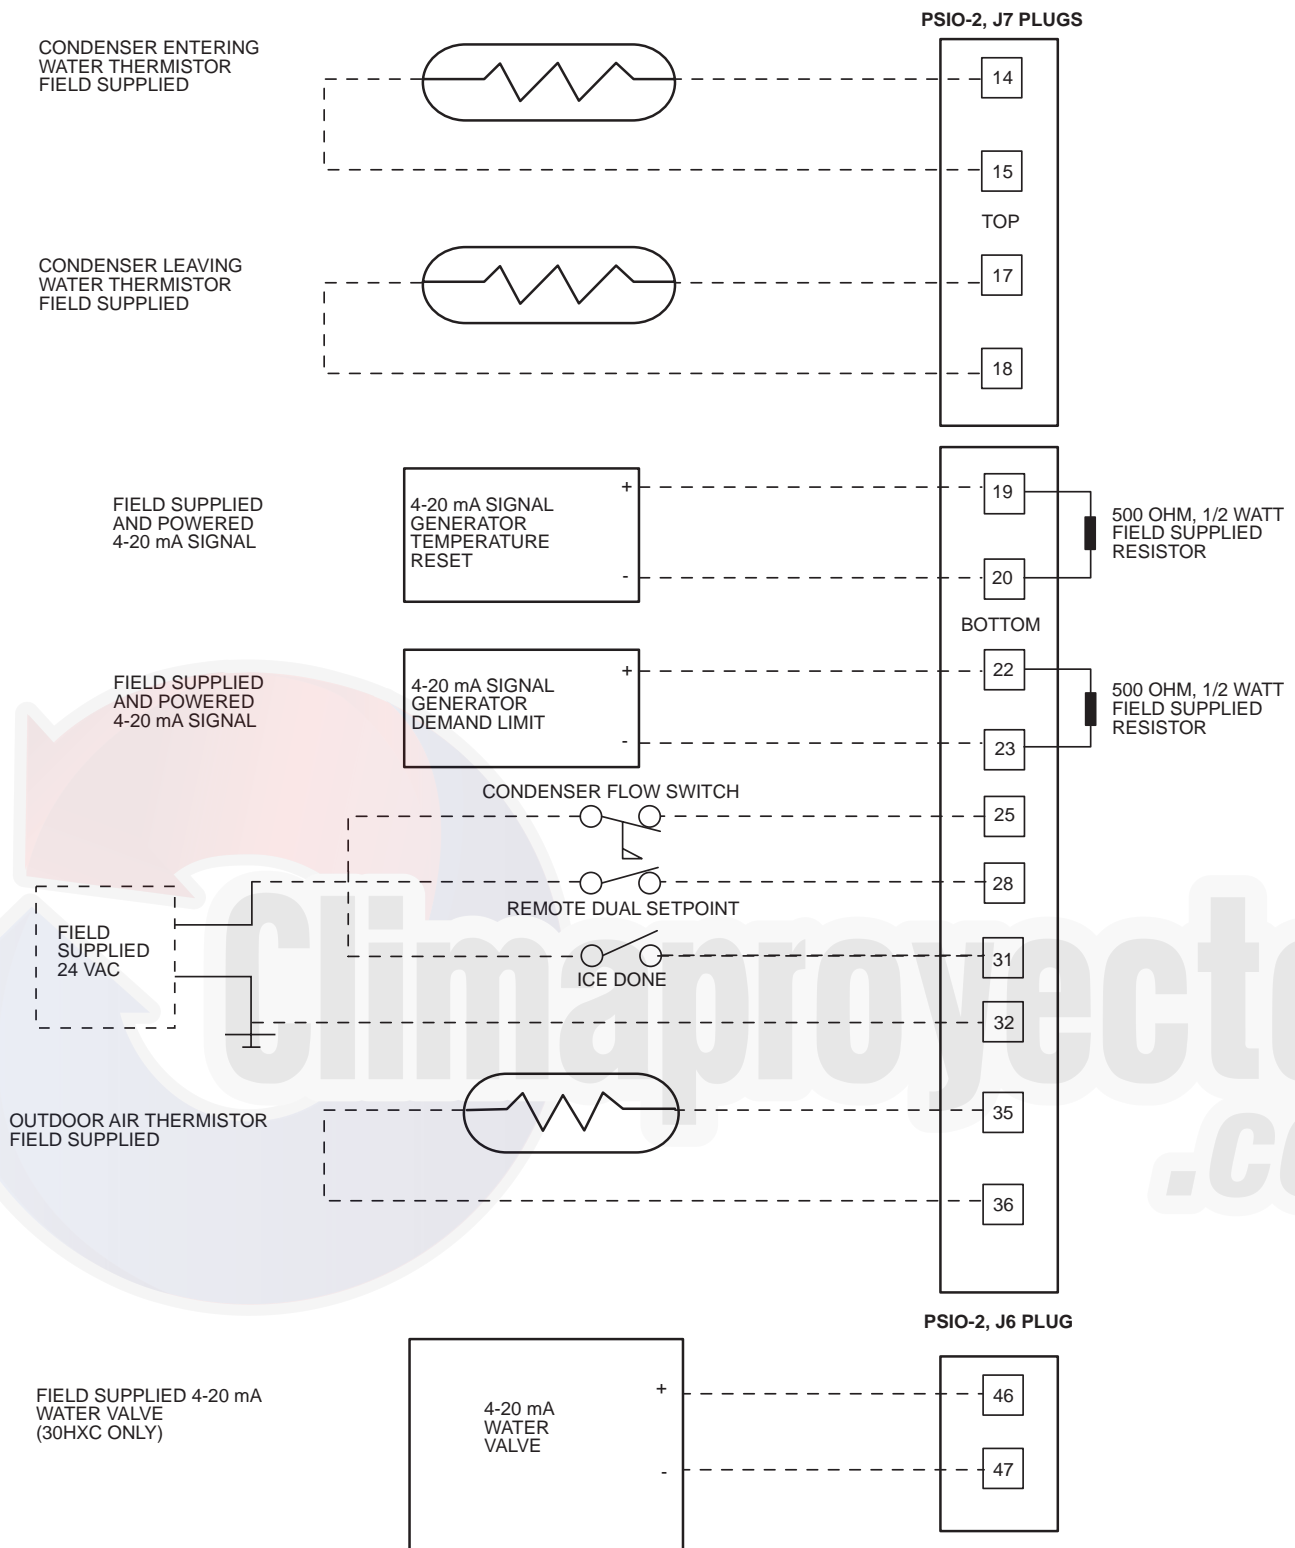 PSIO-2, J7 PLUGS
CONDENSER ENTERING
WATER THERMISTOR
FIELD SUPPLIED
14
15
TOP
CONDENSER LEAVING
WATER THERMISTOR
FIELD SUPPLIED
17
18
FIELD SUPPLIED
AND POWERED
4-20 mA SIGNAL
4-20 mA SIGNAL
GENERATOR
TEMPERATURE
RESET
+
-
19
20
500 OHM, 1/2 WATT
FIELD SUPPLIED
RESISTOR
BOTTOM
FIELD SUPPLIED
AND POWERED
4-20 mA SIGNAL
4-20 mA SIGNAL
GENERATOR
DEMAND LIMIT
+
-
22
23
500 OHM, 1/2 WATT
FIELD SUPPLIED
RESISTOR
CONDENSER FLOW SWITCH
25
28
REMOTE DUAL SETPOINT
FIELD
SUPPLIED
24 VAC
31
ICE DONE
32
Climaproyecto
.co
OUTDOOR AIR THERMISTOR
FIELD SUPPLIED
35
36
PSIO-2, J6 PLUG
FIELD SUPPLIED 4-20 mA
WATER VALVE
(30HXC ONLY)
4-20 mA
WATER
VALVE
+
-
46
47